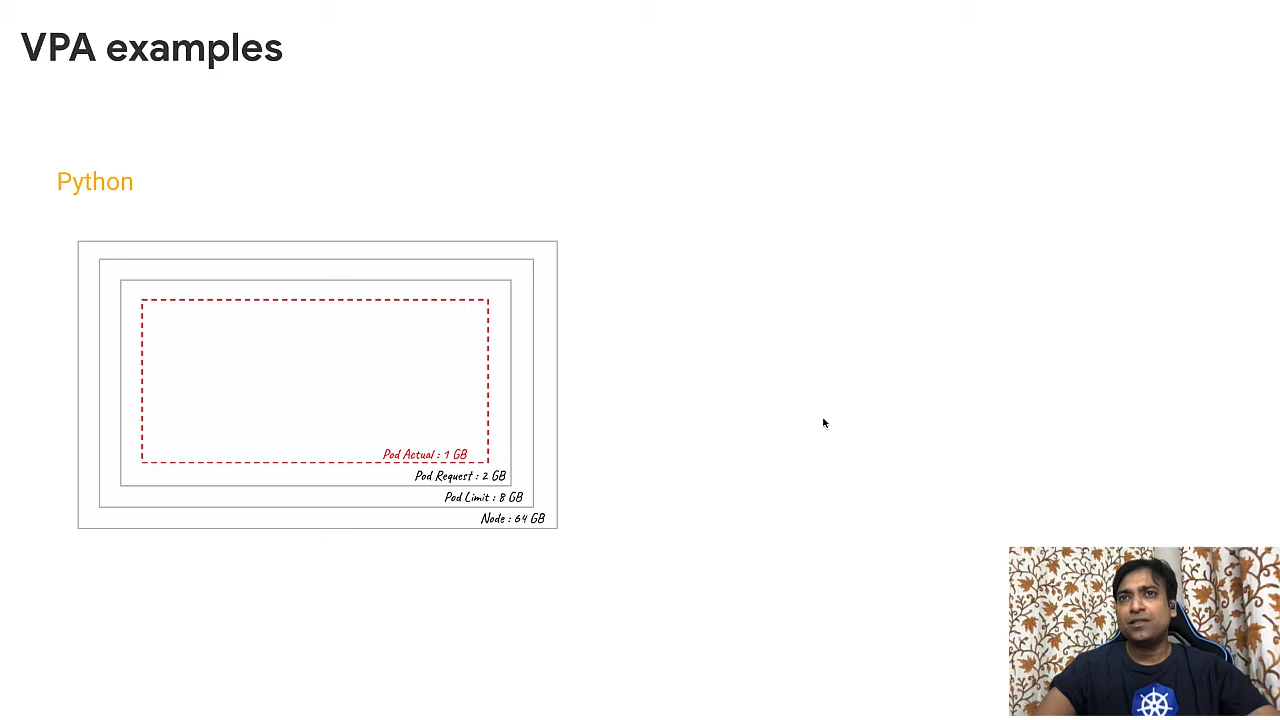 VPA examples
Python
Pod Actual : 1 GB
Pod Request : 2 GB
Pod Limit : 8 GB
Node : 64 GB